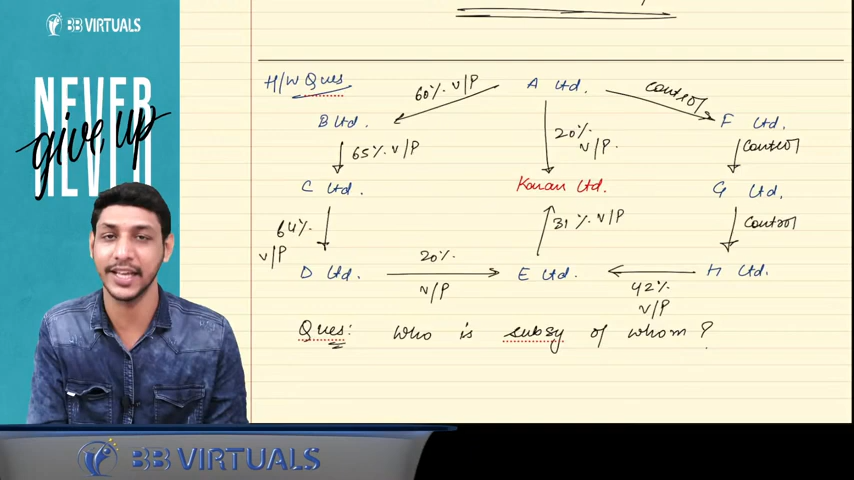 BB VIRTUALS
NEVER
give up
NEVER
H/W Ques
60% V/P
A Ltd.
control
B Ltd.
F Ltd.
65% V/P
20% V/P.
control
C Ltd.
Karan Ltd.
G Ltd.
64% V/P
31% V/P
control
D Ltd.
20% V/P
E Ltd.
42% V/P
H Ltd.
Ques: who is subsy of whom?
BB VIRTUALS